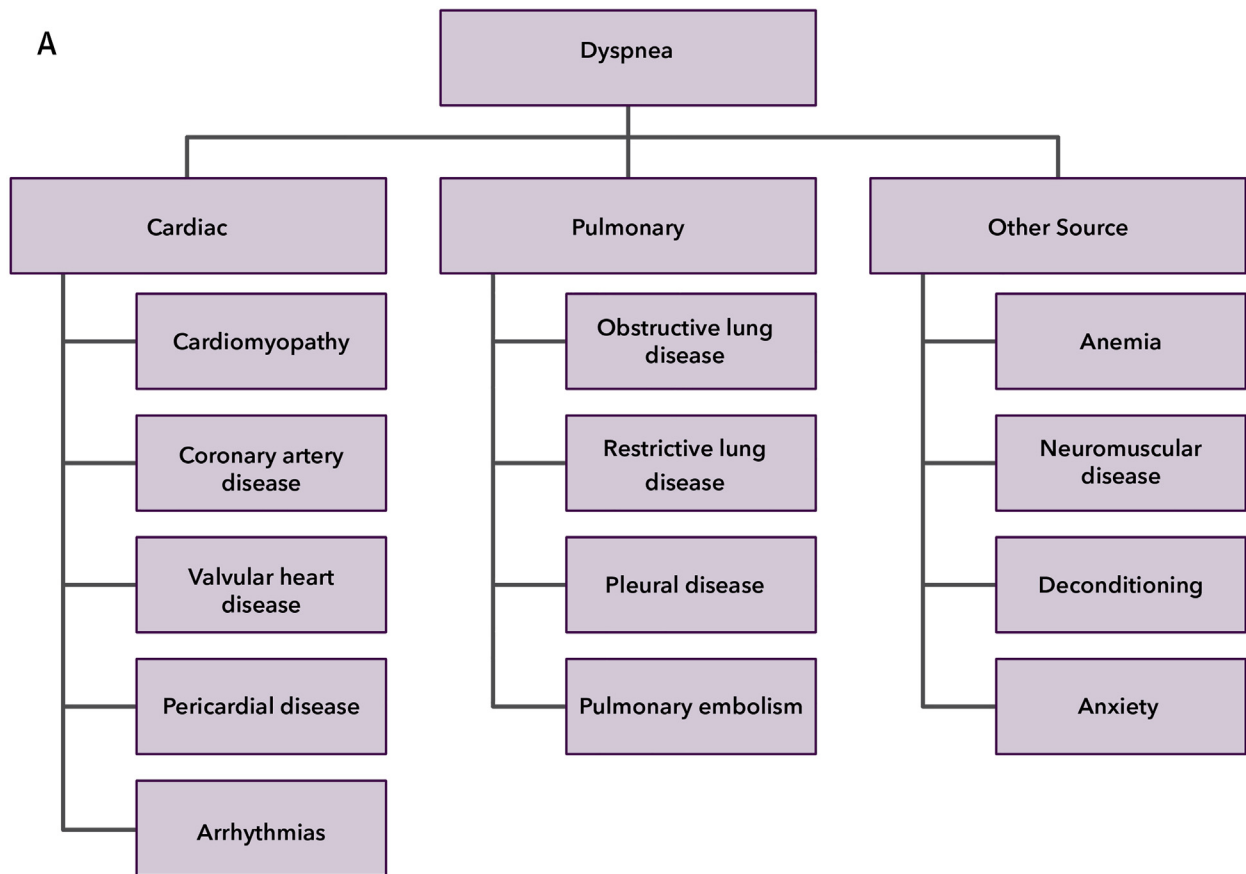 A
Dyspnea
Cardiac
Cardiomyopathy
Coronary artery
disease
Valvular heart
disease
Pericardial disease
Arrhythmias
Pulmonary
Obstructive lung
disease
Restrictive lung
disease
Pleural disease
Pulmonary embolism
Other Source
Anemia
Neuromuscular
disease
Deconditioning
Anxiety